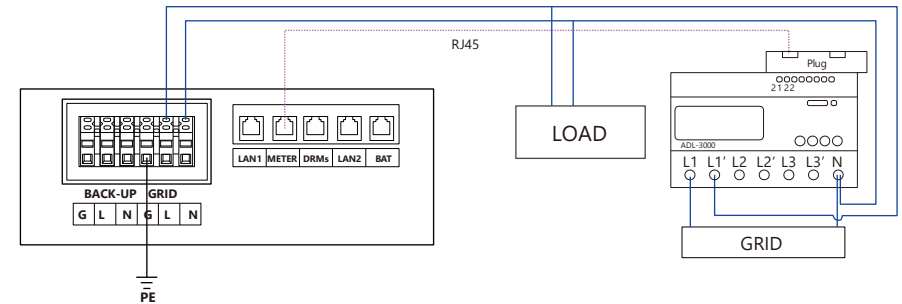 RJ45
Plug
21 22
LOAD
ADL-3000
LAN1 METER DRMs LAN2 BAT
L1 L1′ L2 L2′ L3 L3′ N
BACK-UP GRID
G L N G L N
GRID
PE